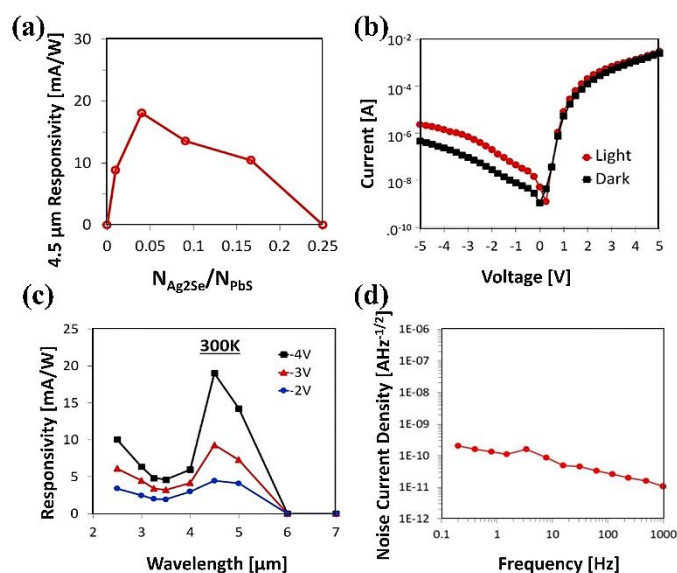 (a)
4.5 μm Responsivity [mA/W]
30
20
10
0
0 0.05 0.10 0.15 0.20 0.25
N_Ag2Se/N_PbS
(b)
Current [A]
10^-2
10^-4
10^-6
10^-8
.0^-10
Light
Dark
-5 -4 -3 -2 -1 0 1 2 3 4 5
Voltage [V]
(c)
Responsivity [mA/W]
25
20
15
10
5
0
300K
-4V
-3V
-2V
2 3 4 5 6 7
Wavelength [μm]
(d)
Noise Current Density [AHz^-1/2]
1E-06
1E-07
1E-08
1E-09
1E-10
1E-11
1E-12
0.1 1 10 100 1000
Frequency [Hz]